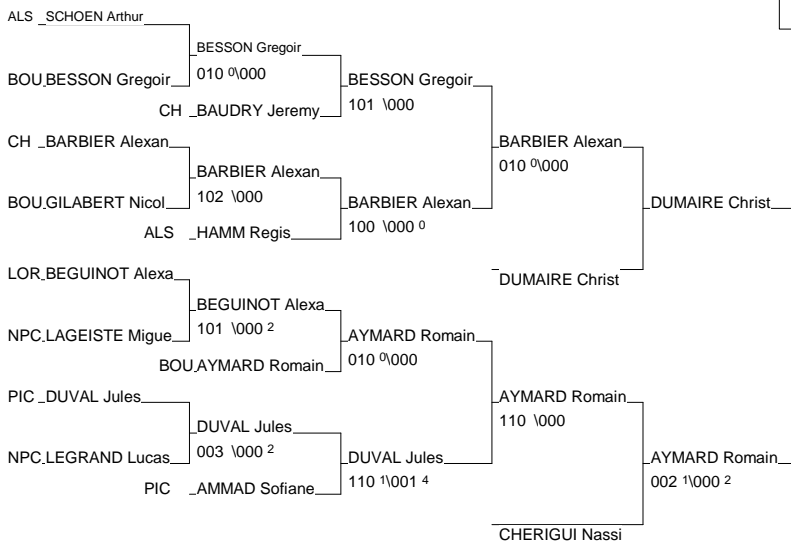 ALS SCHOEN Arthur
BESSON Gregoir
BOU BESSON Gregoir
010 0\000
BESSON Gregoir
CH BAUDRY Jeremy
101 \000
CH BARBIER Alexan
BARBIER Alexan
010 0\000
BARBIER Alexan
BOU GILABERT Nicol
102 \000
BARBIER Alexan
DUMAIRE Christ
ALS HAMM Regis
100 \000 0
LOR BEGUINOT Alexa
DUMAIRE Christ
BEGUINOT Alexa
NPC LAGEISTE Migue
101 \000 2
AYMARD Romain
BOU AYMARD Romain
010 0\000
PIC DUVAL Jules
AYMARD Romain
110 \000
DUVAL Jules
NPC LEGRAND Lucas
003 \000 2
DUVAL Jules
AYMARD Romain
PIC AMMAD Sofiane
110 1\001 4
002 1\000 2
CHERIGUI Nassi